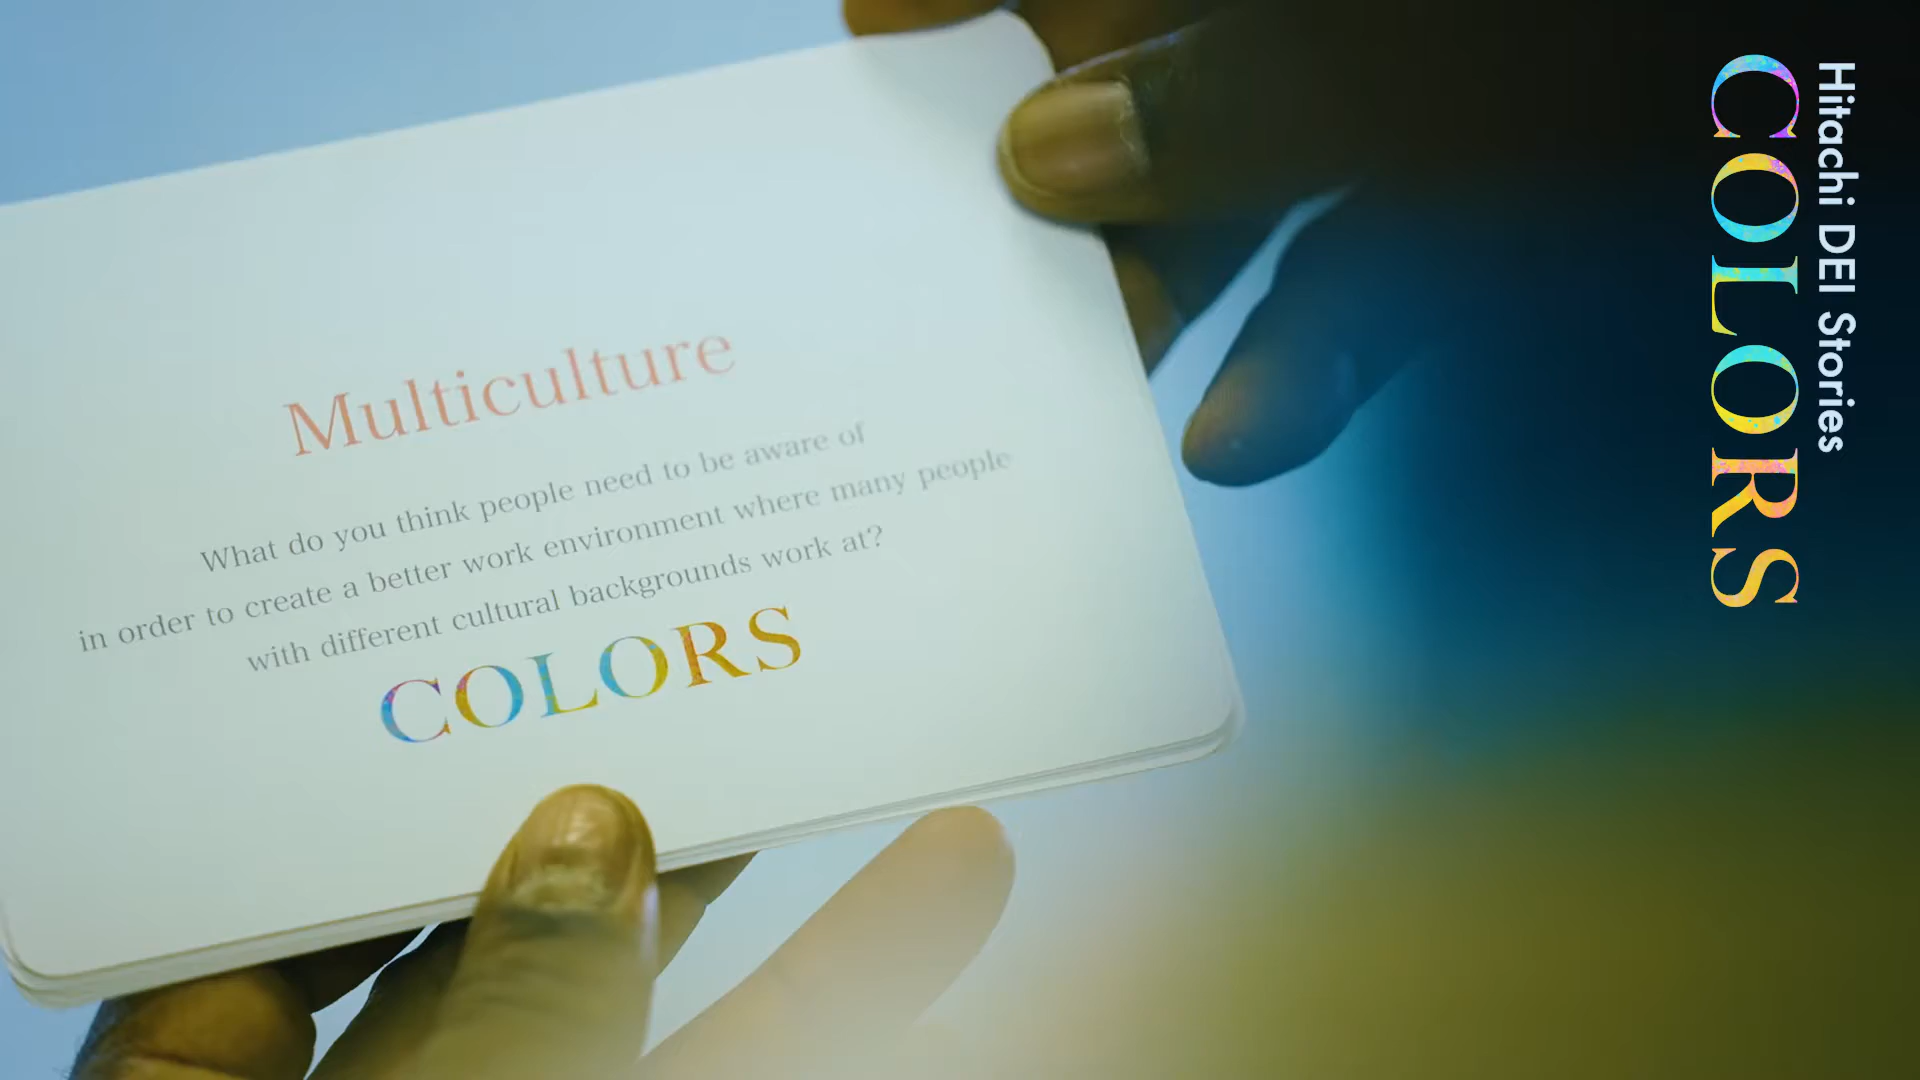 Multiculture
What do you think people need to be aware of
in order to create a better work environment where many people
with different cultural backgrounds work at?
COLORS
Hitachi DEI Stories
COLORS